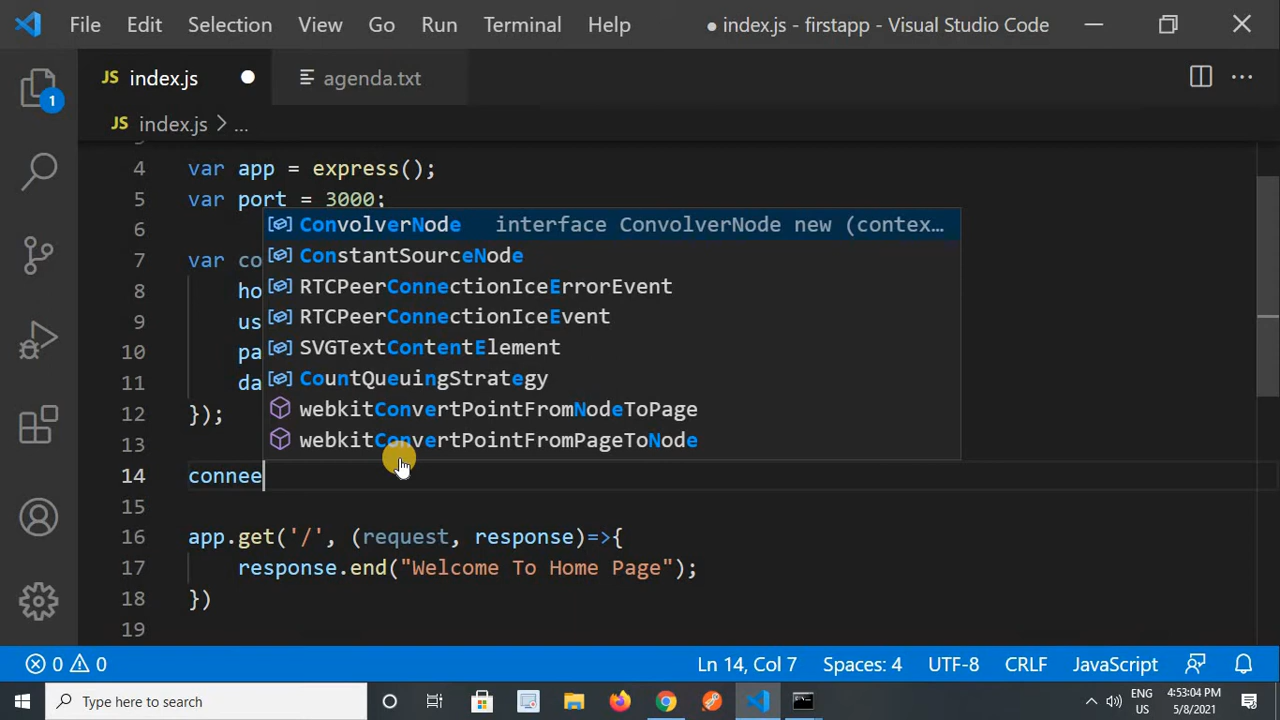 File Edit Selection View Go Run Terminal Help ● index.js - firstapp - Visual Studio Code
JS index.js ● agenda.txt ...
JS index.js > ...
1
4 var app = express();
5 var port = 3000;
6
7 var co
8 ho
9 us
10 pa
11 da
12 });
13
14 connee
15
16 app.get('/', (request, response)=>{
17 response.end("Welcome To Home Page");
18 })
19
ConvolverNode interface ConvolverNode new (contex…
ConstantSourceNode
RTCPeerConnectionIceErrorEvent
RTCPeerConnectionIceEvent
SVGTextContentElement
CountQueuingStrategy
webkitConvertPointFromNodeToPage
webkitConvertPointFromPageToNode
0 0 Ln 14, Col 7 Spaces: 4 UTF-8 CRLF JavaScript
Type here to search
ENG
US
4:53:04 PM
5/8/2021